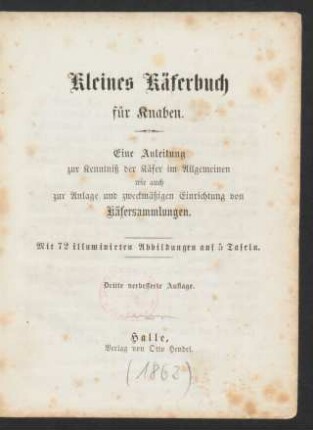 Kleines Käferbuch
für Knaben.
Eine Anleitung
zur Kenntniß der Käfer im Allgemeinen
wie auch
zur Anlage und zweckmäßigen Einrichtung von
Käfersammlungen.
Mit 72 illuminirten Abbildungen auf 5 Tafeln.
Dritte verbesserte Auflage.
Halle,
Verlag von Otto Hendel.
(1862)